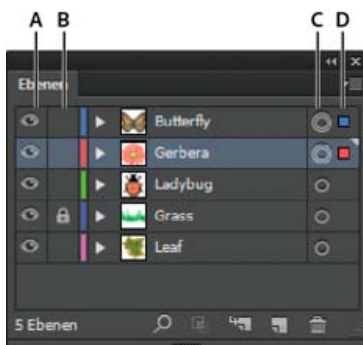 A B C D
Ebenen
Butterfly
Gerbera
Ladybug
Grass
Leaf
5 Ebenen